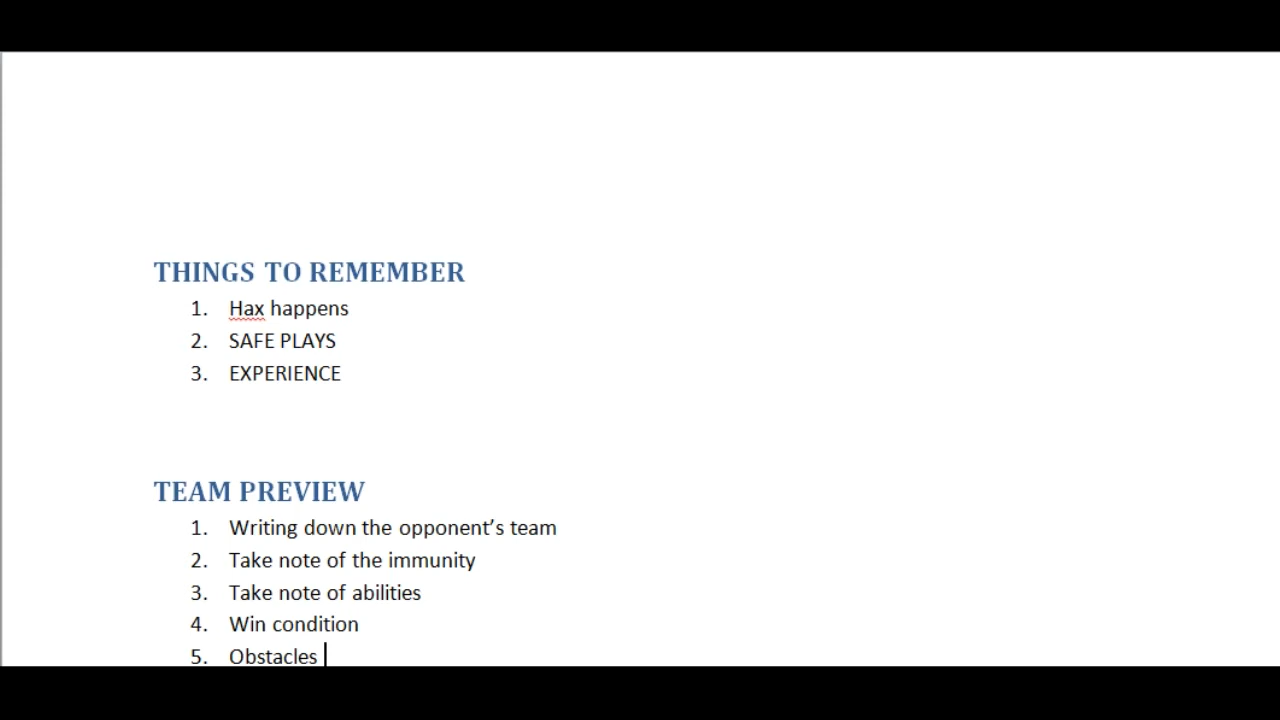 THINGS TO REMEMBER
1. Hax happens
2. SAFE PLAYS
3. EXPERIENCE
TEAM PREVIEW
1. Writing down the opponent’s team
2. Take note of the immunity
3. Take note of abilities
4. Win condition
5. Obstacles